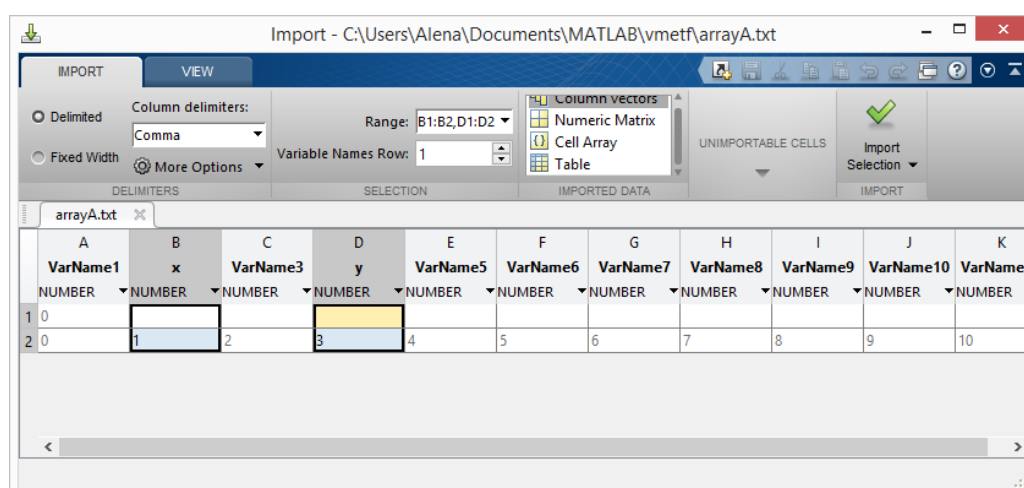 Import - C:\Users\Alena\Documents\MATLAB\vmetf\arrayA.txt
IMPORT VIEW
Delimited
Fixed Width
Column delimiters:
Comma
More Options
DELIMITERS
Range: B1:B2,D1:D2
Variable Names Row: 1
SELECTION
Column vectors
Numeric Matrix
Cell Array
Table
IMPORTED DATA
UNIMPORTABLE CELLS
Import
Selection
IMPORT
arrayA.txt
A B C D E F G H I J K
VarName1 x VarName3 y VarName5 VarName6 VarName7 VarName8 VarName9 VarName10 VarName
NUMBER NUMBER NUMBER NUMBER NUMBER NUMBER NUMBER NUMBER NUMBER NUMBER NUMBER
1 0
2 0 1 2 3 4 5 6 7 8 9 10